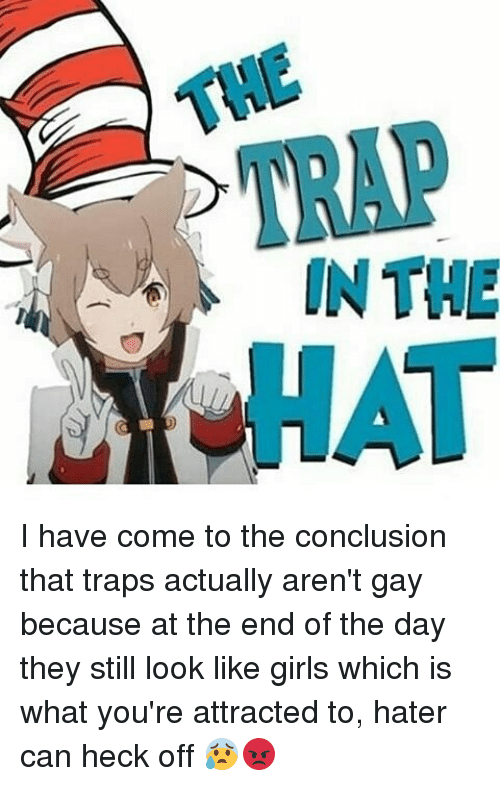 THE
TRAP
IN THE
HAT
I have come to the conclusion
that traps actually aren't gay
because at the end of the day
they still look like girls which is
what you're attracted to, hater
can heck off 😰😡